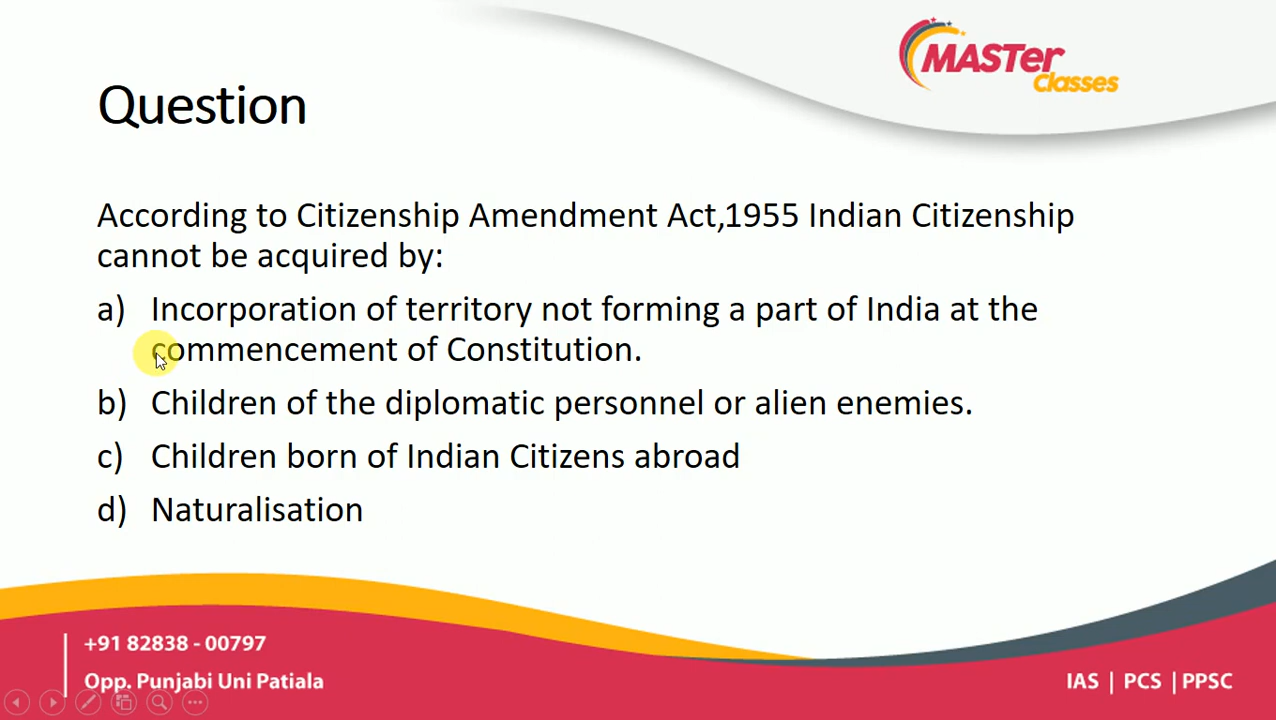 MASTer
Classes
Question
According to Citizenship Amendment Act,1955 Indian Citizenship
cannot be acquired by:
a) Incorporation of territory not forming a part of India at the
commencement of Constitution.
b) Children of the diplomatic personnel or alien enemies.
c) Children born of Indian Citizens abroad
d) Naturalisation
+91 82838 - 00797
Opp. Punjabi Uni Patiala
IAS | PCS | PPSC